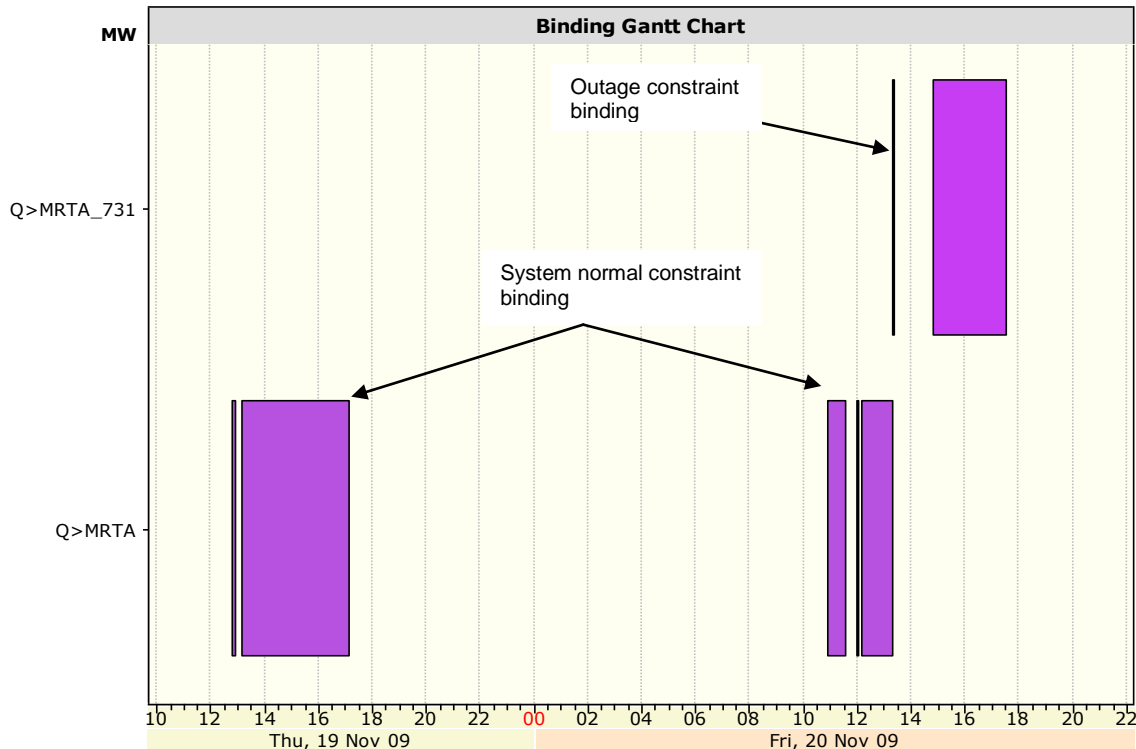 Binding Gantt Chart
MW
Outage constraint
binding
Q>MRTA_731
System normal constraint
binding
Q>MRTA
10 12 14 16 18 20 22 00 02 04 06 08 10 12 14 16 18 20 22
Thu, 19 Nov 09 Fri, 20 Nov 09